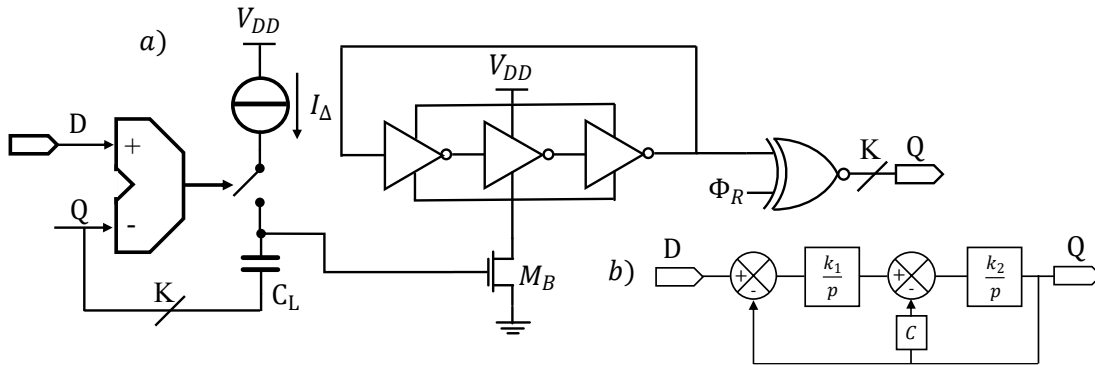 a)
V_DD
I_Δ
D
+
Q
-
K
C_L
V_DD
M_B
Φ_R
K
Q
b)
D
+
-
k_1
p
+
-
C
k_2
p
Q